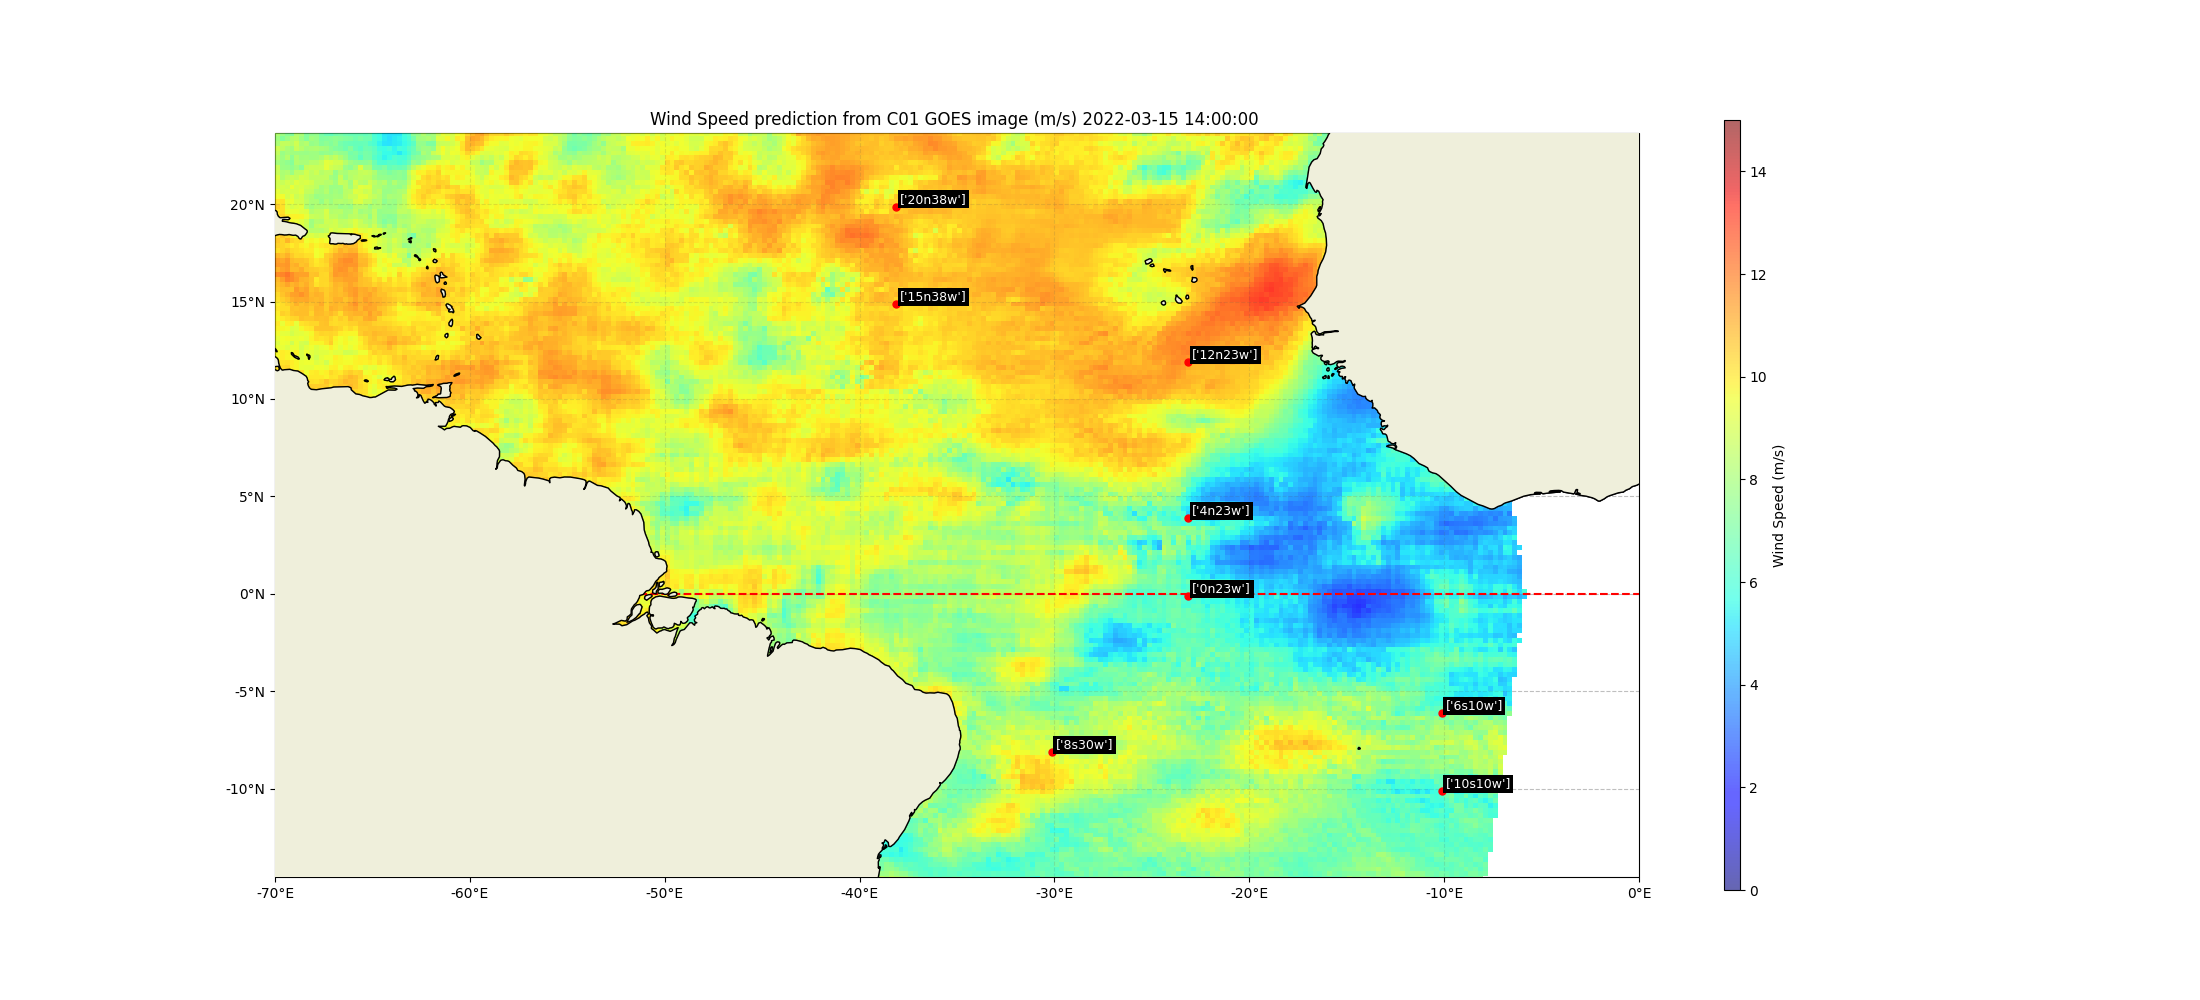 Wind Speed prediction from C01 GOES image (m/s) 2022-03-15 14:00:00
20°N
15°N
10°N
5°N
0°N
-5°N
-10°N
-70°E
-60°E
-50°E
-40°E
-30°E
-20°E
-10°E
0°E
['20n38w']
['15n38w']
['12n23w']
['4n23w']
['0n23w']
['6s10w']
['8s30w']
['10s10w']
14
12
10
8
6
4
2
0
Wind Speed (m/s)